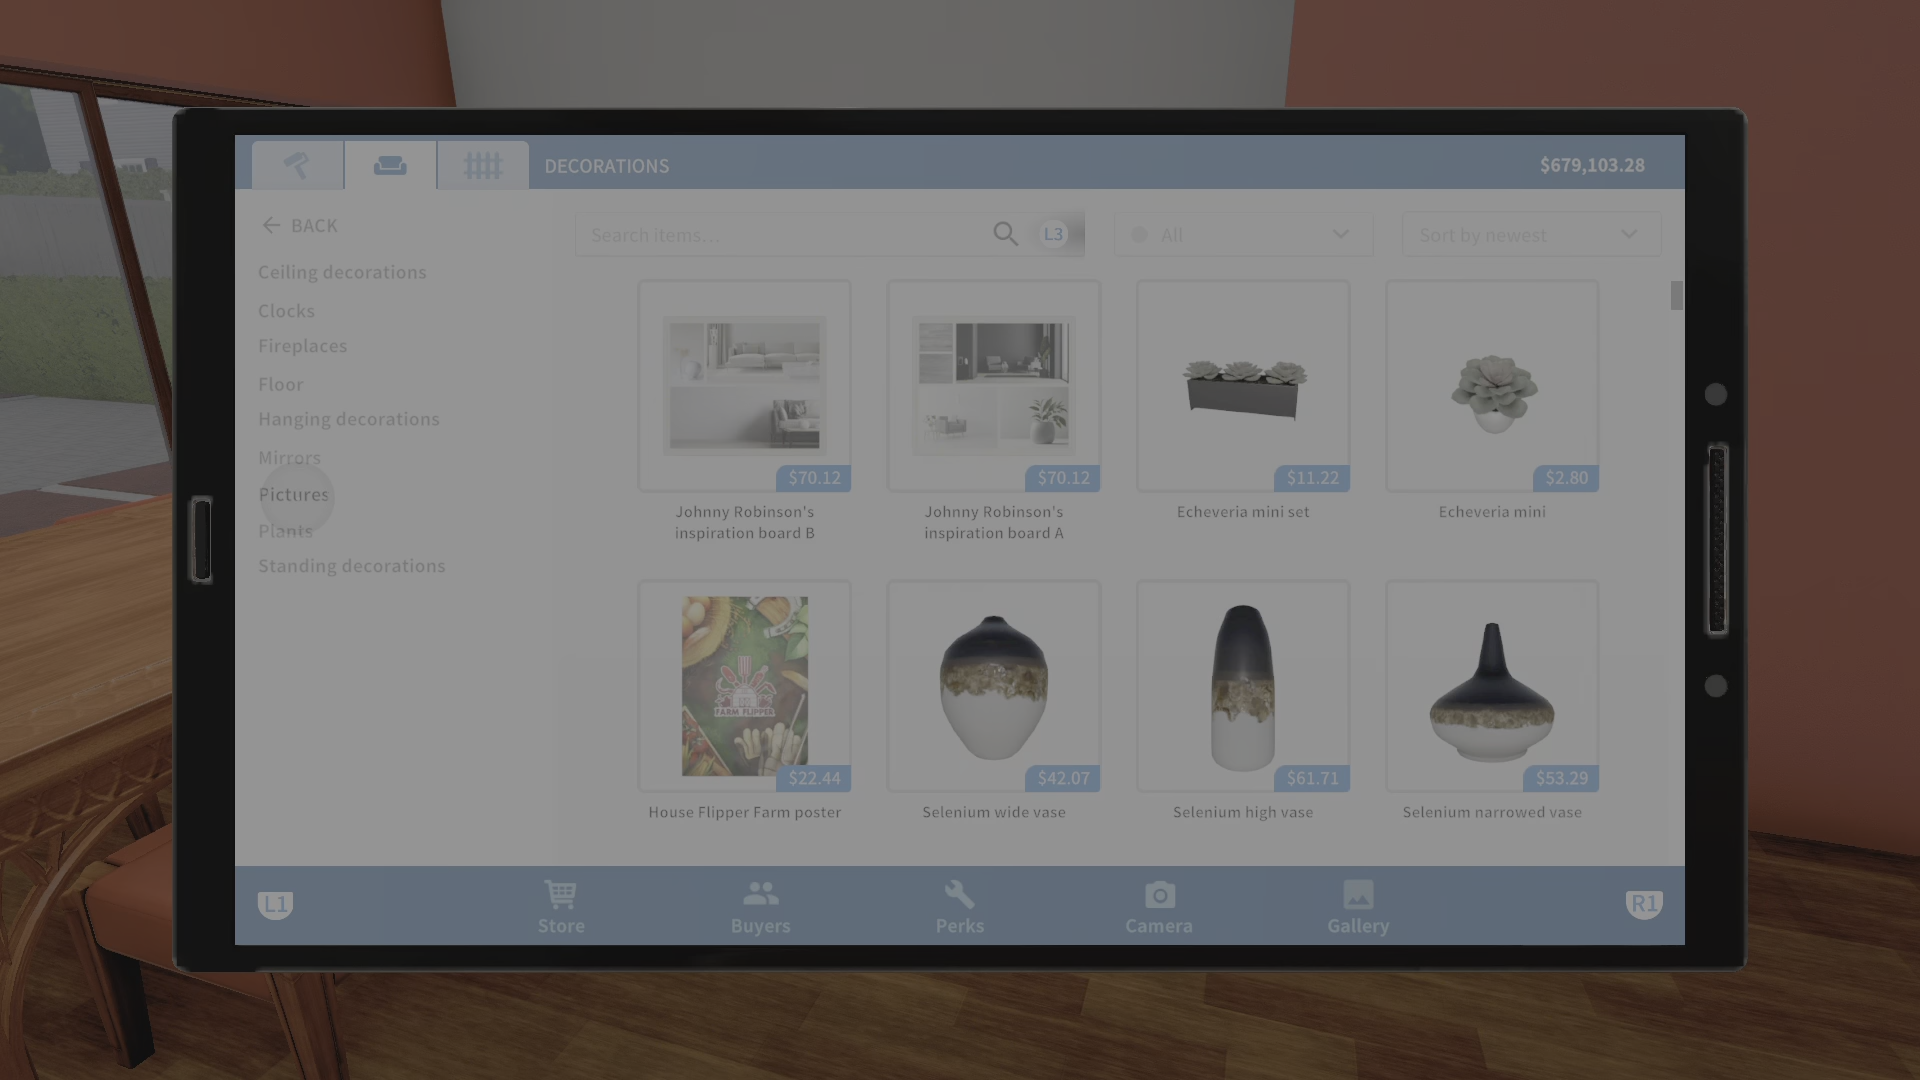 DECORATIONS
$679,103.28
BACK
Search items...
L3
All
Sort by newest
Ceiling decorations
Clocks
Fireplaces
Floor
Hanging decorations
Mirrors
Pictures
Plants
Standing decorations
$70.12
$70.12
$11.22
$2.80
Johnny Robinson's
inspiration board B
Johnny Robinson's
inspiration board A
Echeveria mini set
Echeveria mini
FARM FLIPPER
$22.44
$42.07
$61.71
$53.29
House Flipper Farm poster
Selenium wide vase
Selenium high vase
Selenium narrowed vase
L1
Store
Buyers
Perks
Camera
Gallery
R1